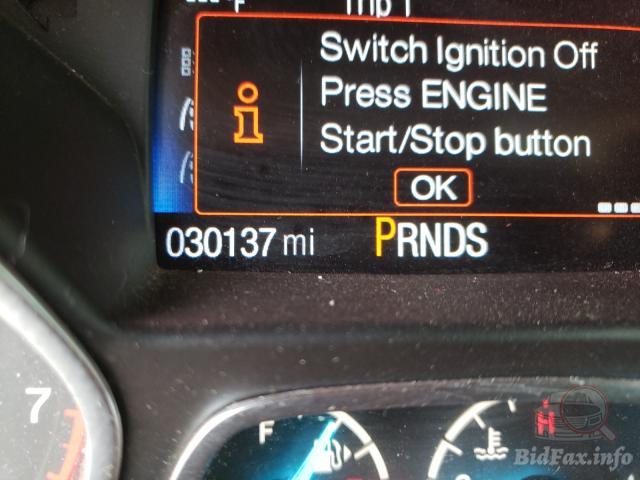 °F Trip 1
Switch Ignition Off
Press ENGINE
Start/Stop button
OK
030137 mi PRNDS
7
F
H
BidFax.info